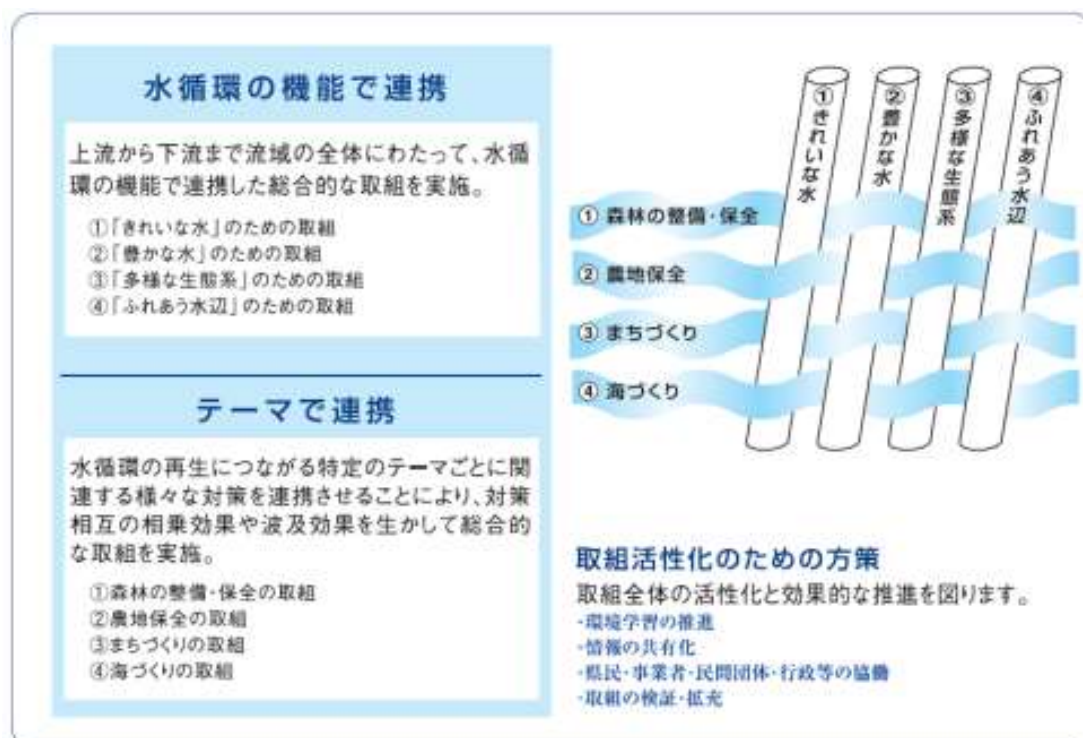 水循環の機能で連携
上流から下流まで流域の全体にわたって、水循
環の機能で連携した総合的な取組を実施。
①「きれいな水」のための取組
②「豊かな水」のための取組
③「多様な生態系」のための取組
④「ふれあう水辺」のための取組
テーマで連携
水循環の再生につながる特定のテーマごとに関
連する様々な対策を連携させることにより、対策
相互の相乗効果や波及効果を生かして総合的
な取組を実施。
①森林の整備・保全の取組
②農地保全の取組
③まちづくりの取組
④海づくりの取組
①きれいな水
②豊かな水
③多様な生態系
④ふれあう水辺
① 森林の整備・保全
② 農地保全
③ まちづくり
④ 海づくり
取組活性化のための方策
取組全体の活性化と効果的な推進を図ります。
・環境学習の推進
・情報の共有化
・県民・事業者・民間団体・行政等の協働
・取組の検証・拡充